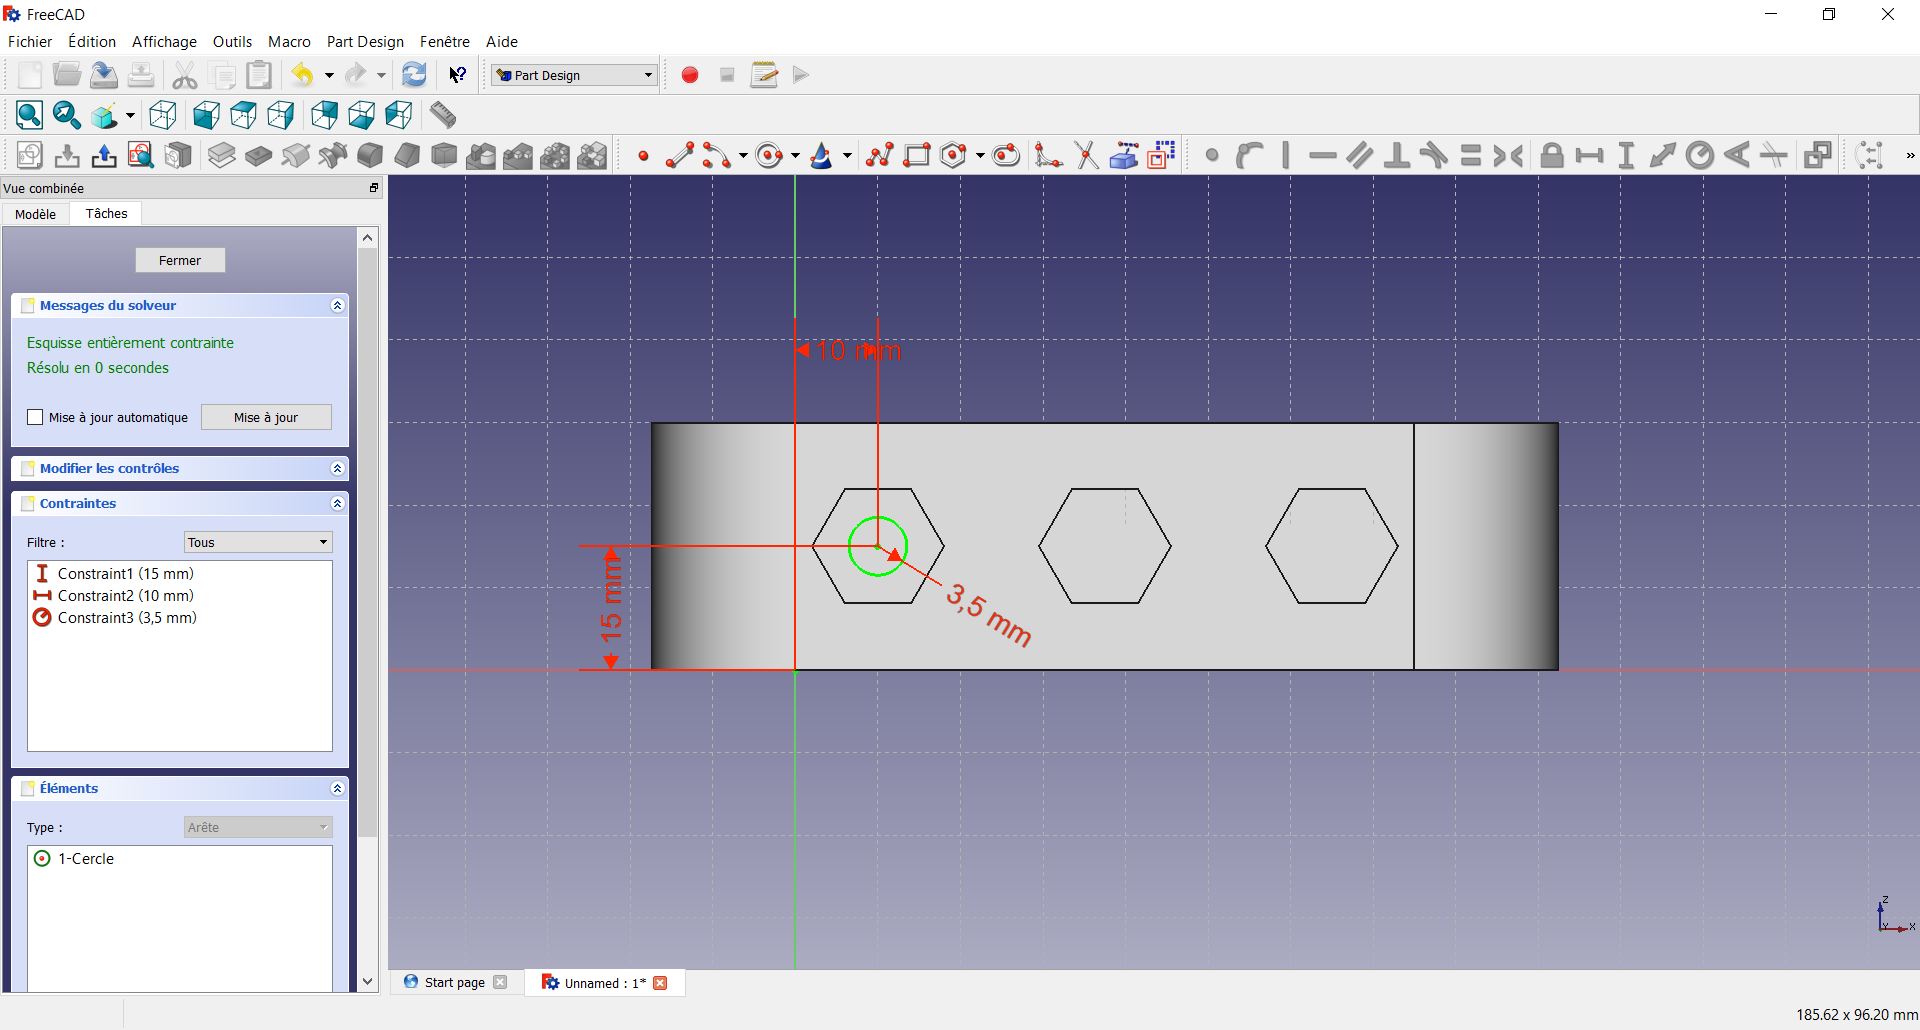 FreeCAD
Fichier Édition Affichage Outils Macro Part Design Fenêtre Aide
Part Design
Vue combinée
Modèle Tâches
Fermer
Messages du solveur
Esquisse entièrement contrainte
Résolu en 0 secondes
Mise à jour automatique Mise à jour
Modifier les contrôles
Contraintes
Filtre : Tous
Constraint1 (15 mm)
Constraint2 (10 mm)
Constraint3 (3,5 mm)
Éléments
Type : Arête
1-Cercle
10 mm
15 mm
3,5 mm
Z
Y
X
Start page Unnamed : 1*
185.62 x 96.20 mm